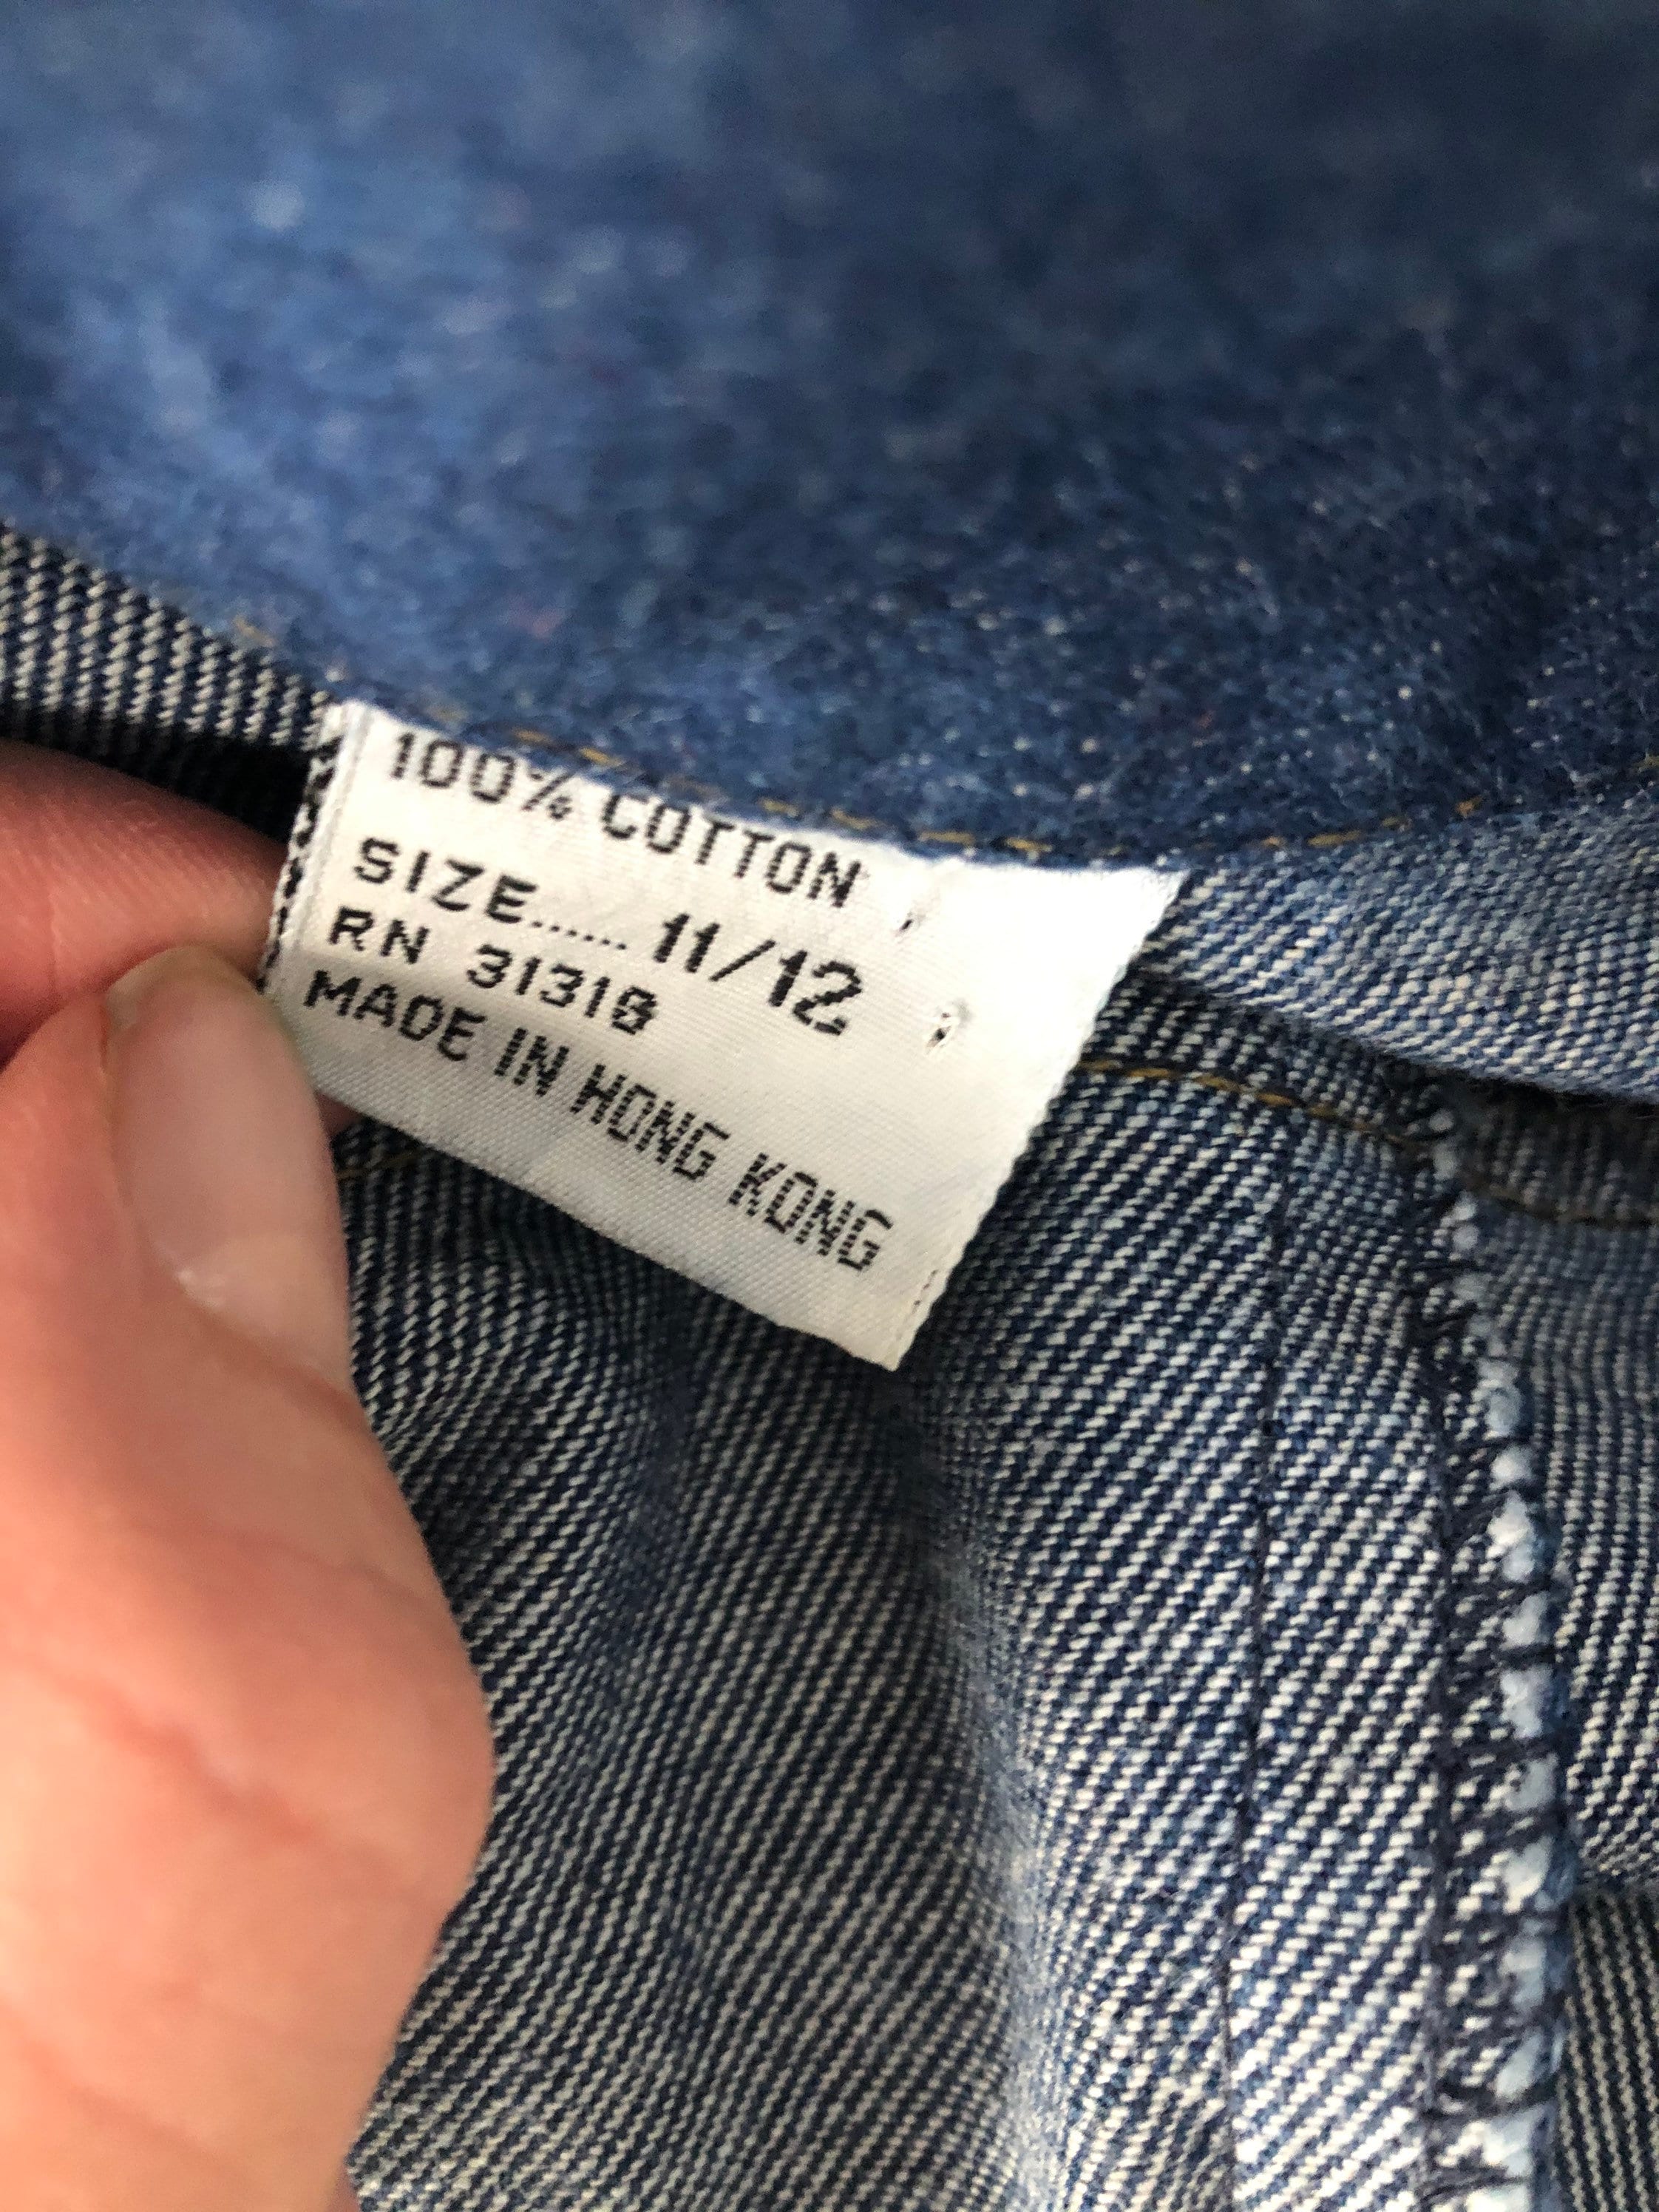 100% COTTON
SIZE...... 11/12
RN 31318
MADE IN HONG KONG